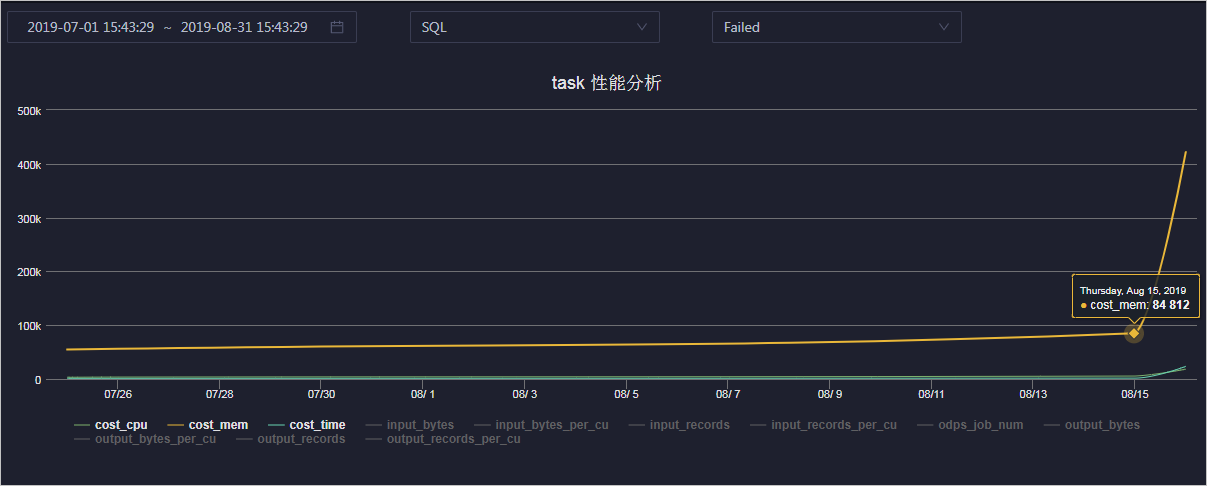 2019-07-01 15:43:29 ~ 2019-08-31 15:43:29 SQL Failed
task 性能分析
500k
400k
300k
200k
Thursday, Aug 15, 2019
cost_mem: 84 812
100k
0
07/26 07/28 07/30 08/ 1 08/ 3 08/ 5 08/ 7 08/9 08/11 08/13 08/15
cost_cpu cost_mem cost_time input_bytes input_bytes_per_cu input_records input_records_per_cu odps_job_num output_bytes
output_bytes_per_cu output_records output_records_per_cu